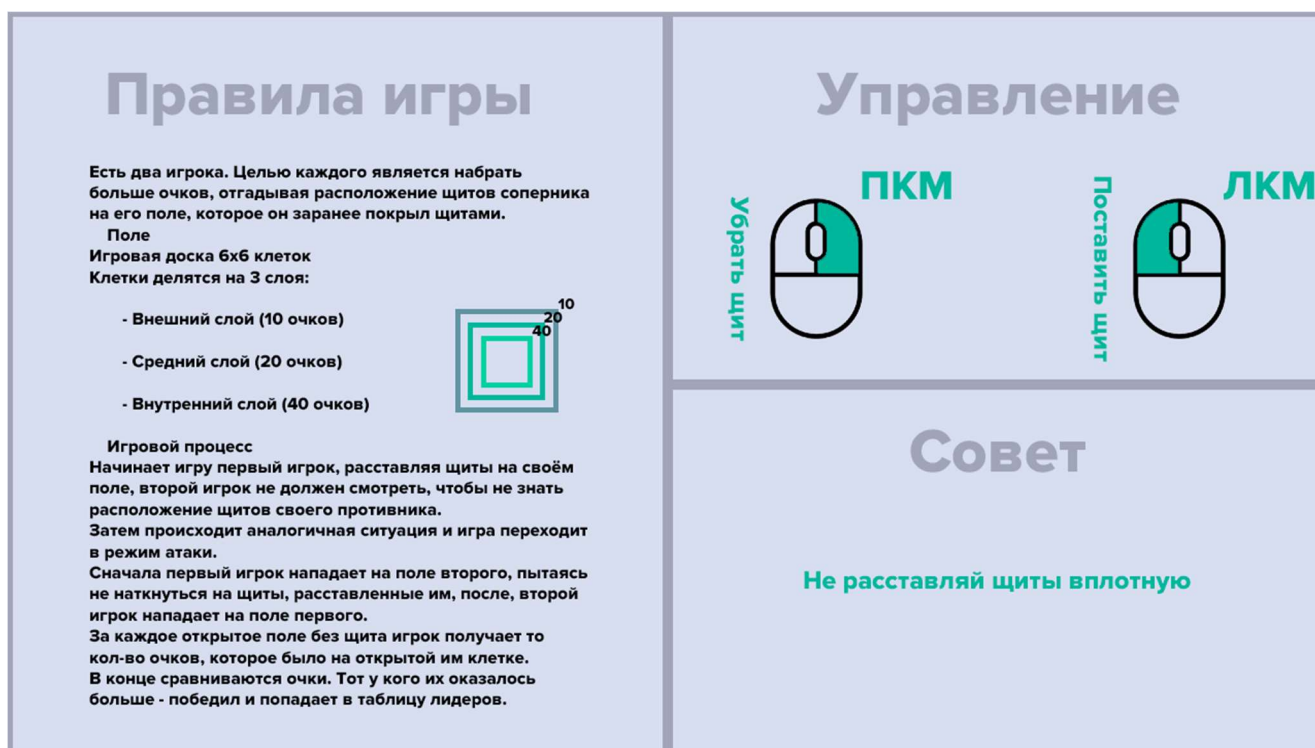 Правила игры
Есть два игрока. Целью каждого является набрать
больше очков, отгадывая расположение щитов соперника
на его поле, которое он заранее покрыл щитами.
Поле
Игровая доска 6х6 клеток
Клетки делятся на 3 слоя:
- Внешний слой (10 очков)
- Средний слой (20 очков)
- Внутренний слой (40 очков)
10
20
40
Игровой процесс
Начинает игру первый игрок, расставляя щиты на своём
поле, второй игрок не должен смотреть, чтобы не знать
расположение щитов своего противника.
Затем происходит аналогичная ситуация и игра переходит
в режим атаки.
Сначала первый игрок нападает на поле второго, пытаясь
не наткнуться на щиты, расставленные им, после, второй
игрок нападает на поле первого.
За каждое открытое поле без щита игрок получает то
кол-во очков, которое было на открытой им клетке.
В конце сравниваются очки. Тот у кого их оказалось
больше - победил и попадает в таблицу лидеров.
Управление
Убрать щит
ПКМ
Поставить щит
ЛКМ
Совет
Не расставляй щиты вплотную